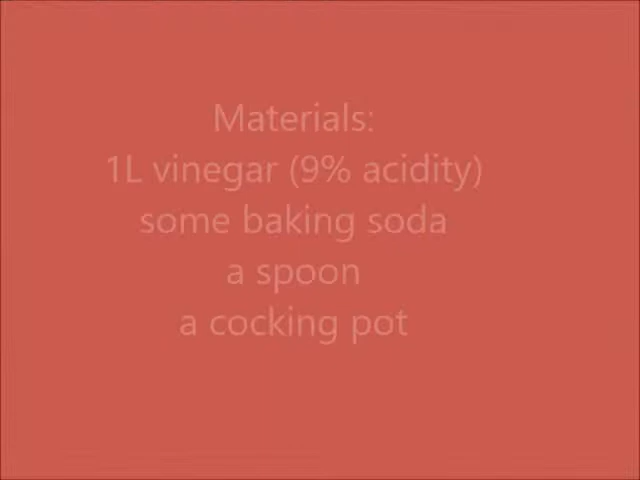 Materials:
1L vinegar (9% acidity)
some baking soda
a spoon
a cocking pot